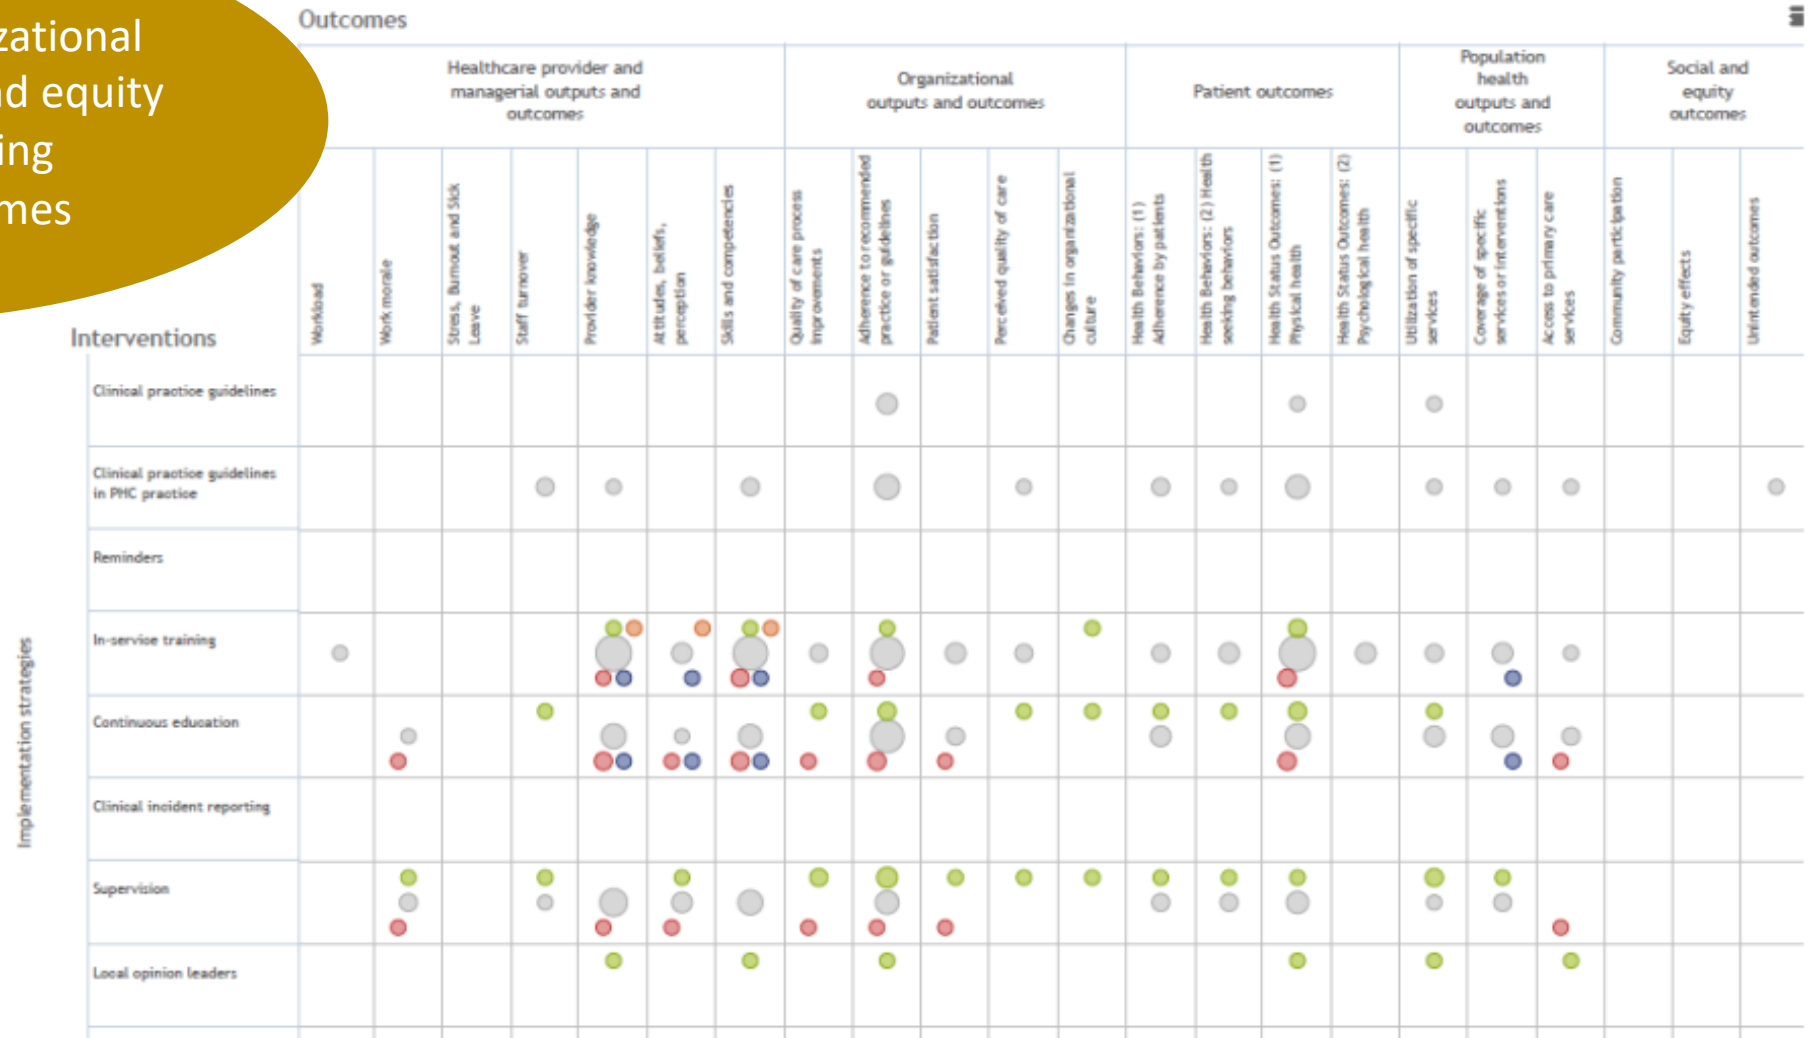 zational
nd equity
ing
mes
Outcomes
Healthcare provider and
managerial outputs and
outcomes
Organizational
outputs and outcomes
Patient outcomes
Population
health
outputs and
outcomes
Social and
equity
outcomes
Interventions
Workload
Work morale
Stress, Burnout and Sick
Leave
Staff turnover
Provider knowledge
Attitudes, beliefs,
perception
Skills and competencies
Quality of care process
improvements
Adherence to recommended
practice or guidelines
Patient satisfaction
Perceived quality of care
Changes in organizational
culture
Health Behaviors: (1)
Adherence by patients
Health Behaviors: (2) Health
seeking behaviors
Health Status Outcomes: (1)
Physical health
Health Status Outcomes: (2)
Psychological health
Utilization of specific
services
Coverage of specific
services or interventions
Access to primary care
services
Community participation
Equity effects
Unintended outcomes
Implementation strategies
Clinical practice guidelines
Clinical practice guidelines
in PHC practice
Reminders
In-service training
Continuous education
Clinical incident reporting
Supervision
Local opinion leaders